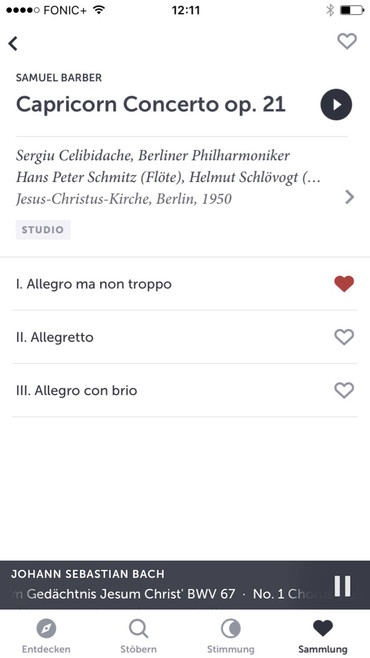 FONIC+ 12:11
SAMUEL BARBER
Capricorn Concerto op. 21
Sergiu Celibidache, Berliner Philharmoniker
Hans Peter Schmitz (Flöte), Helmut Schlövogt (...
Jesus-Christus-Kirche, Berlin, 1950
STUDIO
I. Allegro ma non troppo
II. Allegretto
III. Allegro con brio
JOHANN SEBASTIAN BACH
m Gedächtnis Jesum Christ' BWV 67 · No. 1 Chor
Entdecken Stöbern Stimmung Sammlung